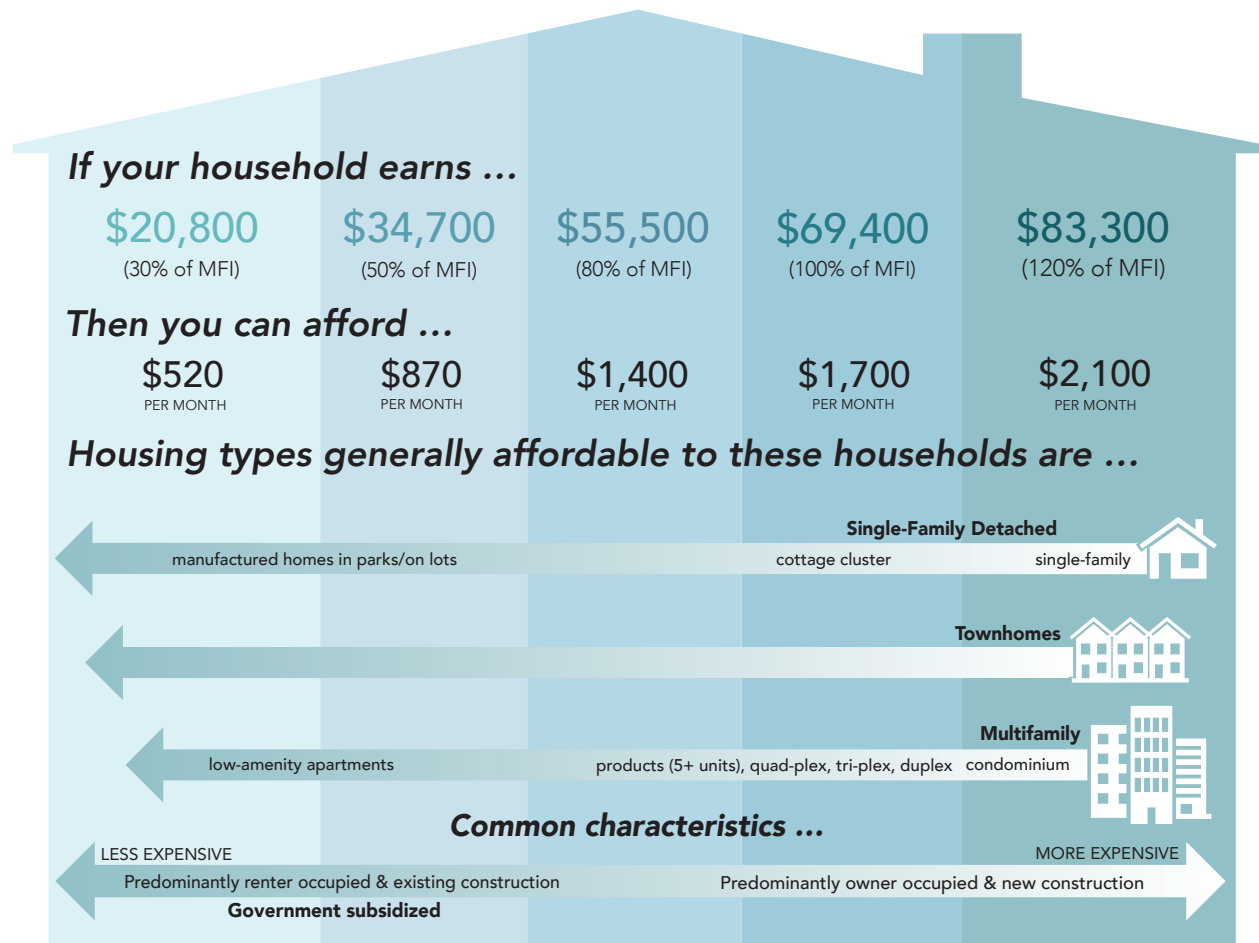 If your household earns ...
$20,800 $34,700 $55,500 $69,400 $83,300
(30% of MFI) (50% of MFI) (80% of MFI) (100% of MFI) (120% of MFI)
Then you can afford ...
$520 $870 $1,400 $1,700 $2,100
PER MONTH PER MONTH PER MONTH PER MONTH PER MONTH
Housing types generally affordable to these households are ...
Single-Family Detached
manufactured homes in parks/on lots cottage cluster single-family
Townhomes
Multifamily
low-amenity apartments products (5+ units), quad-plex, tri-plex, duplex condominium
Common characteristics ...
LESS EXPENSIVE MORE EXPENSIVE
Predominantly renter occupied & existing construction Predominantly owner occupied & new construction
Government subsidized